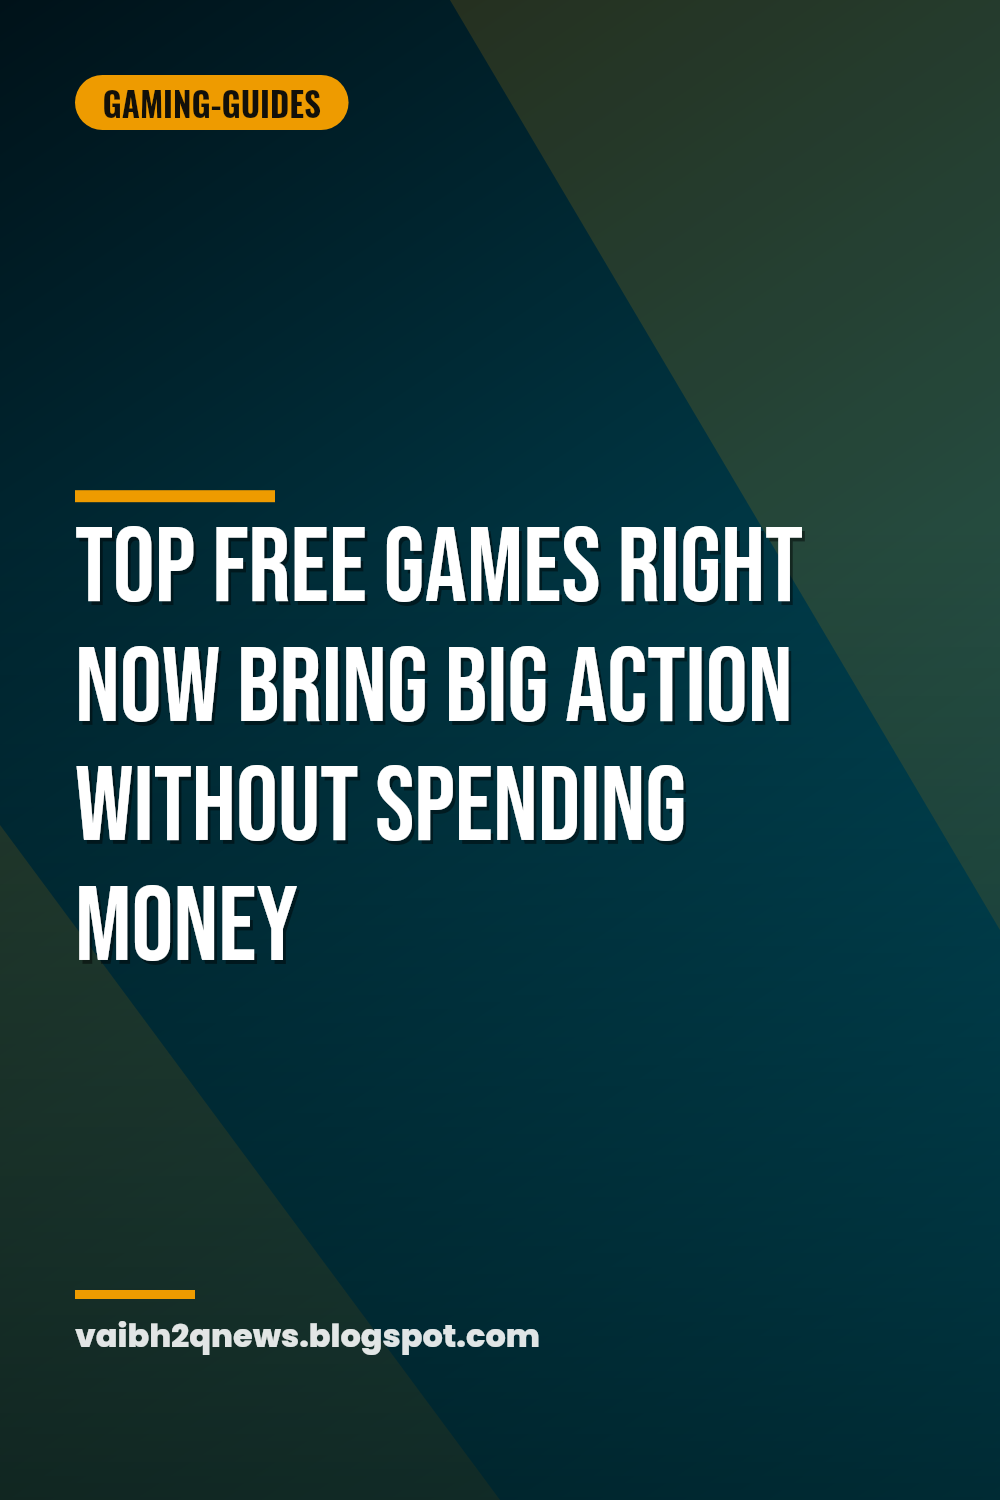 GAMING-GUIDES
TOP FREE GAMES RIGHT
NOW BRING BIG ACTION
WITHOUT SPENDING
MONEY
vaibh2qnews.blogspot.com